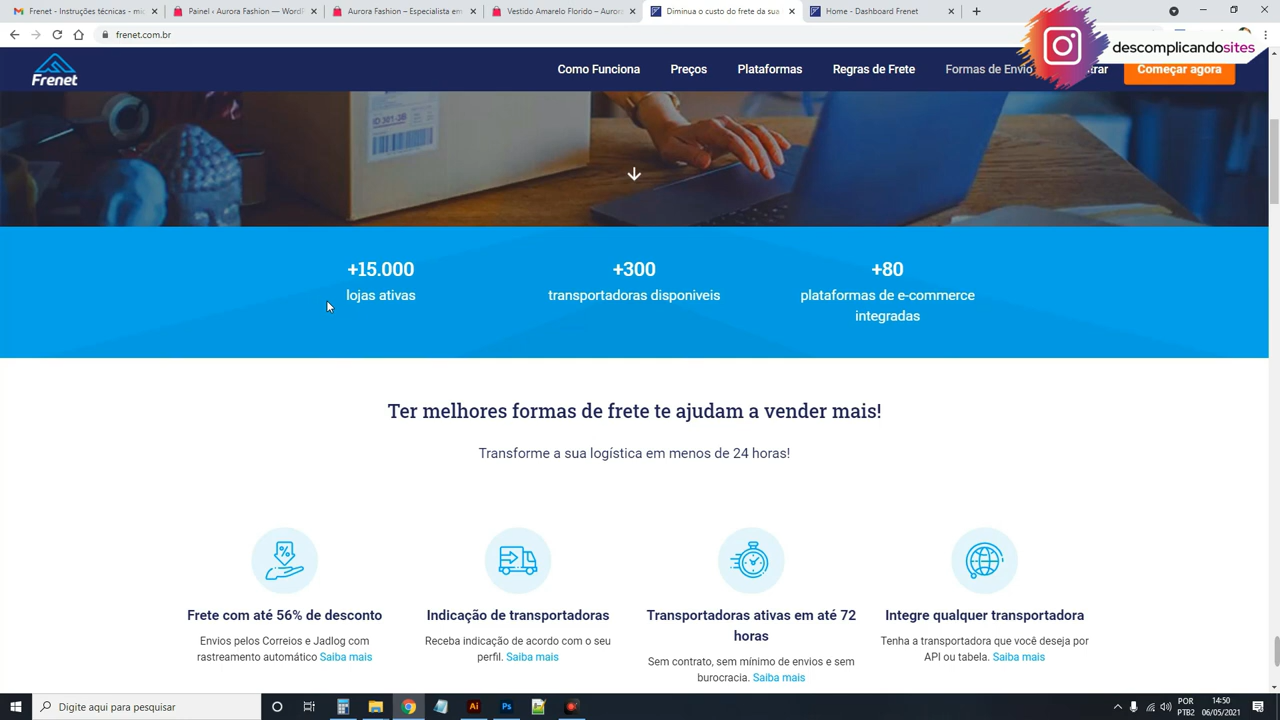 Instruções técnicas - mi
Painel ‹ Aurora Fashion — Word
Aurora Fashion – Especialista em
Vestido Amarelo Florido – Auror
Diminua o custo do frete da sua
Home - Dashboard Frenet
frenet.com.br
descomplicandosites
Frenet
Como Funciona
Preços
Plataformas
Regras de Frete
Formas de Envio
Começar agora
ID 381-3B
+15.000
lojas ativas
+300
transportadoras disponiveis
+80
plataformas de e-commerce
integradas
Ter melhores formas de frete te ajudam a vender mais!
Transforme a sua logística em menos de 24 horas!
%
Frete com até 56% de desconto
Envios pelos Correios e Jadlog com
rastreamento automático Saiba mais
Indicação de transportadoras
Receba indicação de acordo com o seu
perfil. Saiba mais
Transportadoras ativas em até 72
horas
Sem contrato, sem mínimo de envios e sem
burocracia. Saiba mais
Integre qualquer transportadora
Tenha a transportadora que você deseja por
API ou tabela. Saiba mais
Digite aqui para pesquisar
Ai
Ps
POR
PTB2
14:50
06/05/2021